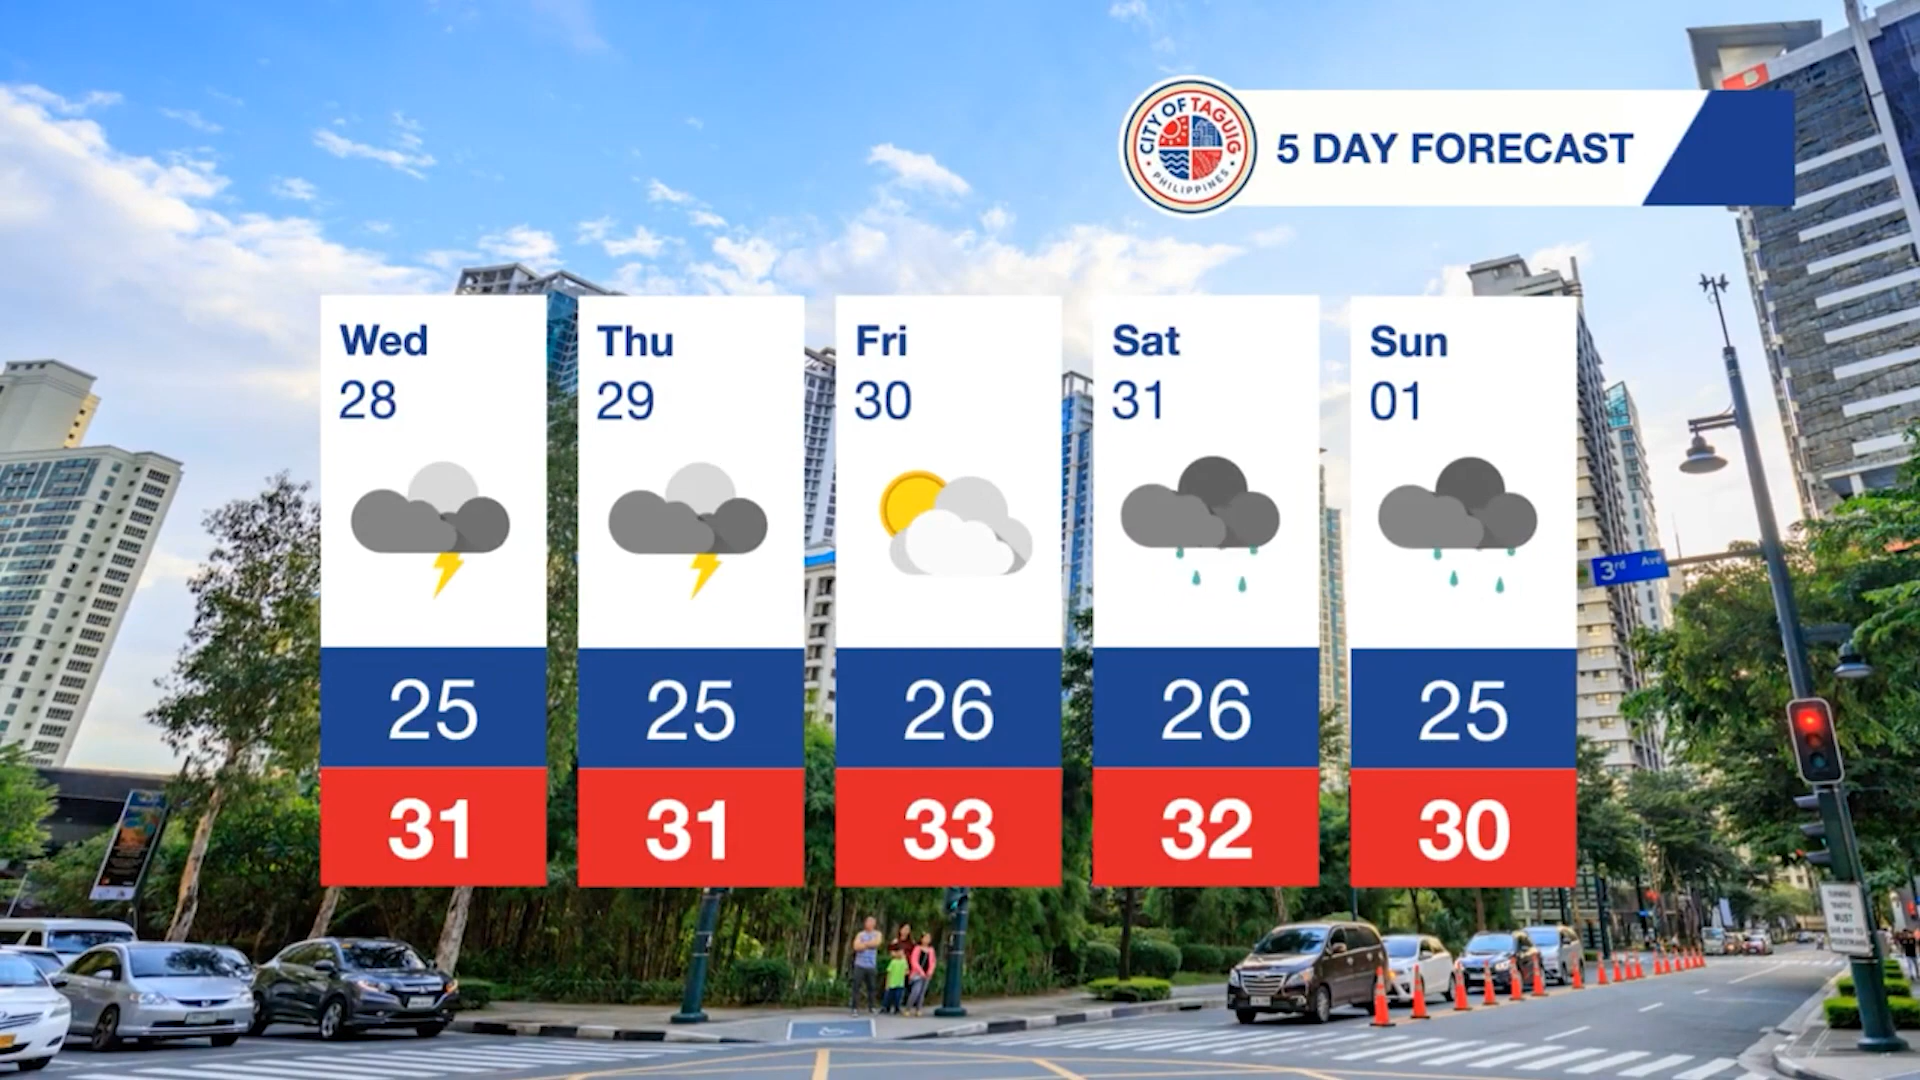 CITY OF TAGUIG
PHILIPPINES
5 DAY FORECAST
Wed
28
25
31
Thu
29
25
31
Fri
30
26
33
Sat
31
26
32
Sun
01
25
30
3rd Ave